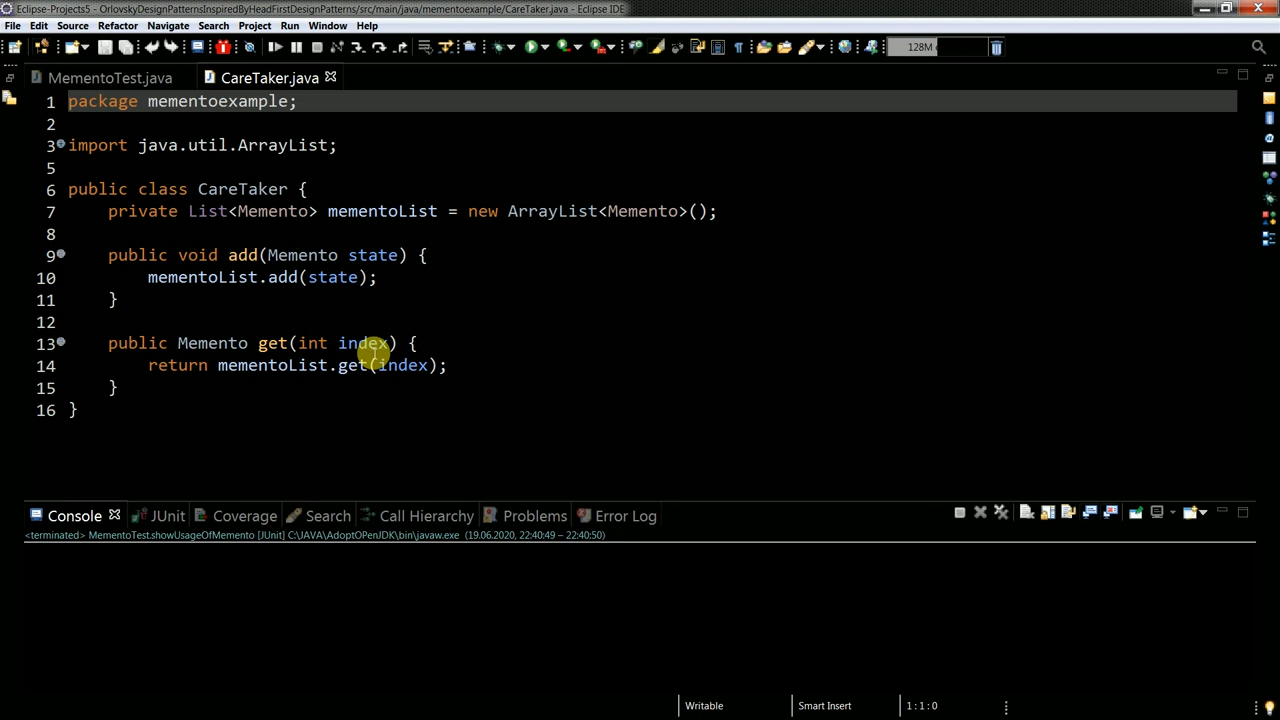 Eclipse-Projects5 - OrlovskyDesignPatternsInspiredByHeadFirstDesignPatterns/src/main/java/mementoexample/CareTaker.java - Eclipse IDE
File Edit Source Refactor Navigate Search Project Run Window Help
128M
MementoTest.java CareTaker.java
1 package mementoexample;
2
3 import java.util.ArrayList;
5
6 public class CareTaker {
7 private List<Memento> mementoList = new ArrayList<Memento>();
8
9 public void add(Memento state) {
10 mementoList.add(state);
11 }
12
13 public Memento get(int index) {
14 return mementoList.get(index);
15 }
16 }
Console JUnit Coverage Search Call Hierarchy Problems Error Log
<terminated> MementoTest.showUsageOfMemento [JUnit] C:\JAVA\AdoptOPenJDK\bin\javaw.exe (19.06.2020, 22:40:49 – 22:40:50)
Writable Smart Insert 1:1:0